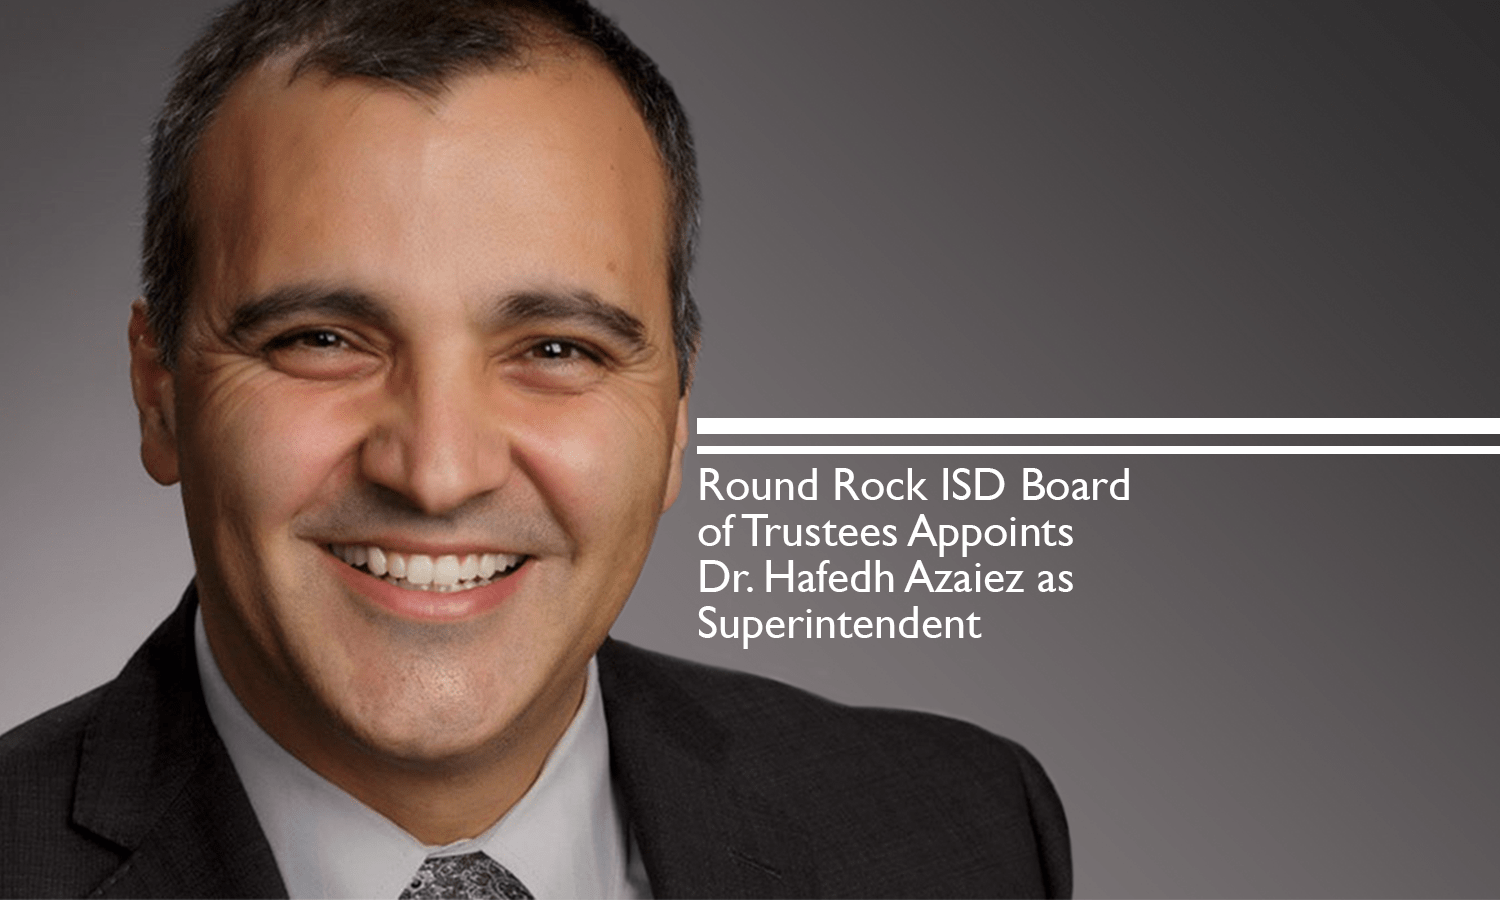 Round Rock ISD Board
of Trustees Appoints
Dr. Hafedh Azaiez as
Superintendent